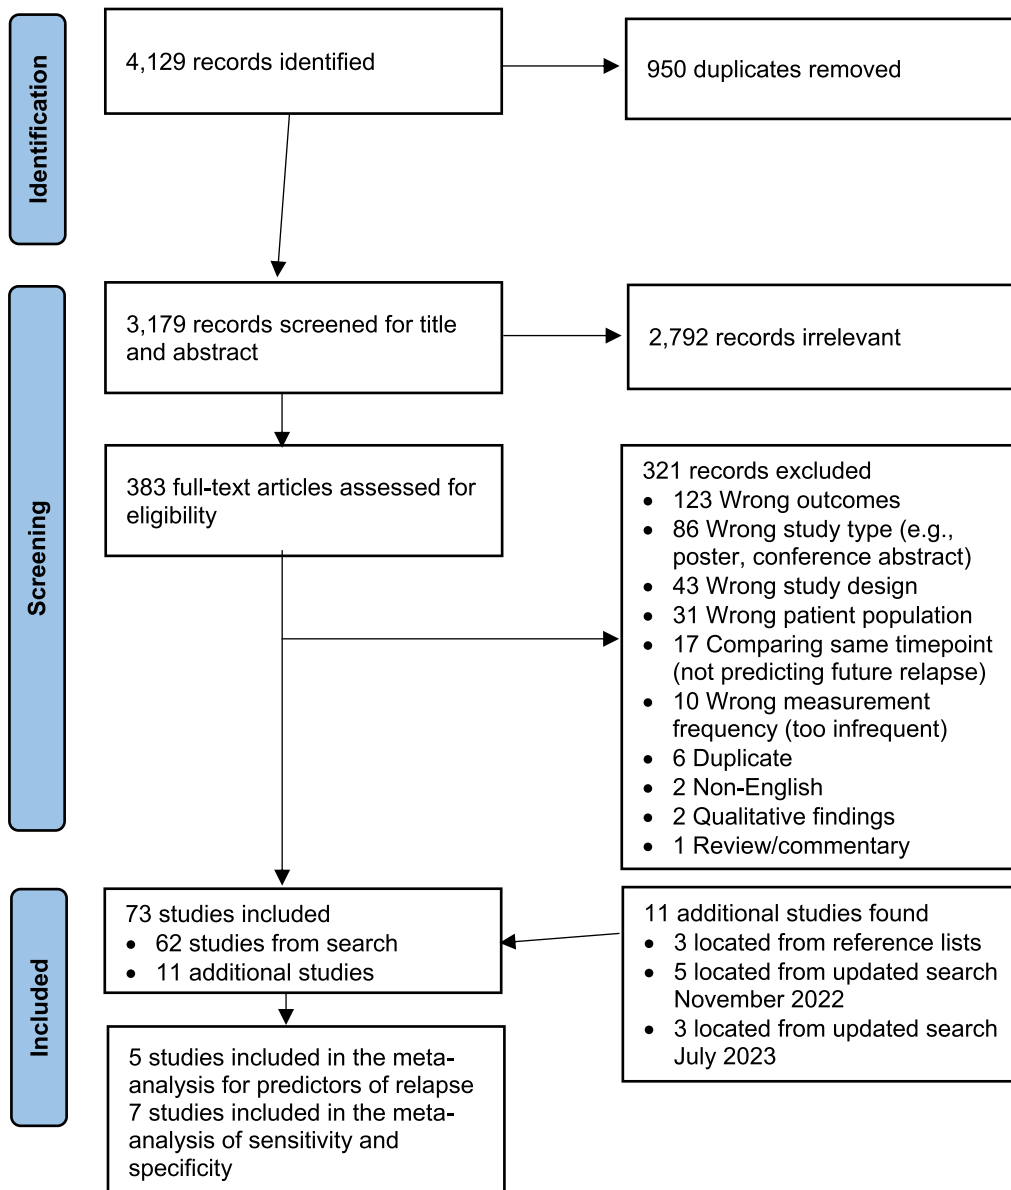 Identification
4,129 records identified
950 duplicates removed
Screening
3,179 records screened for title
and abstract
2,792 records irrelevant
383 full-text articles assessed for
eligibility
321 records excluded
• 123 Wrong outcomes
• 86 Wrong study type (e.g.,
poster, conference abstract)
• 43 Wrong study design
• 31 Wrong patient population
• 17 Comparing same timepoint
(not predicting future relapse)
• 10 Wrong measurement
frequency (too infrequent)
• 6 Duplicate
• 2 Non-English
• 2 Qualitative findings
• 1 Review/commentary
Included
73 studies included
• 62 studies from search
• 11 additional studies
11 additional studies found
• 3 located from reference lists
• 5 located from updated search
November 2022
• 3 located from updated search
July 2023
5 studies included in the meta-
analysis for predictors of relapse
7 studies included in the meta-
analysis of sensitivity and
specificity